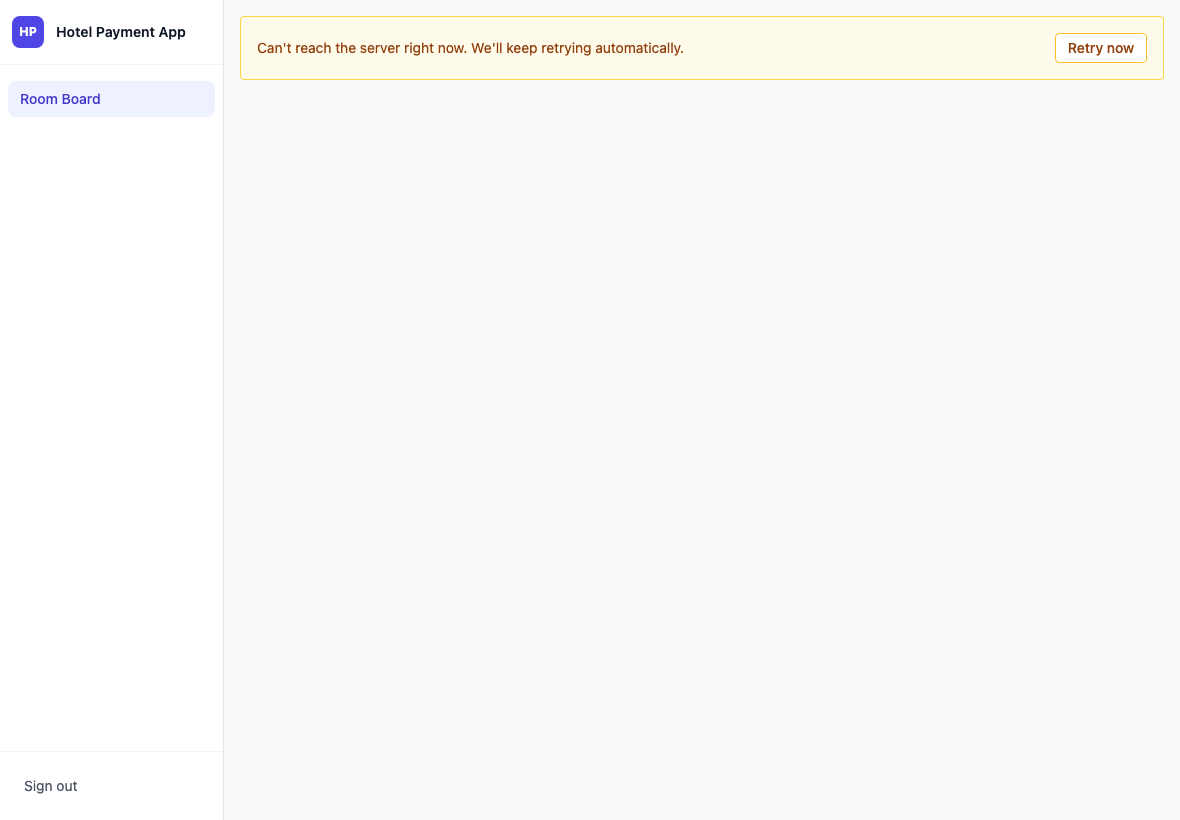 HP
Hotel Payment App
Room Board
Can't reach the server right now. We'll keep retrying automatically.
Retry now
Sign out